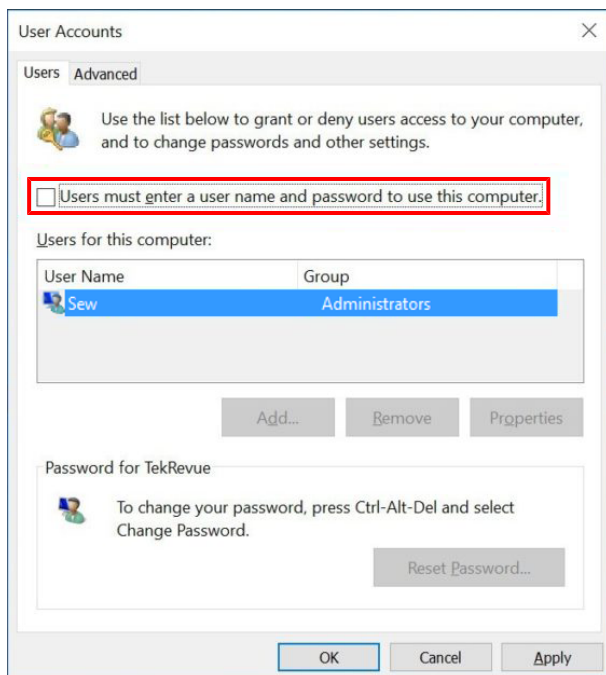 User Accounts
Users Advanced
Use the list below to grant or deny users access to your computer,
and to change passwords and other settings.
Users must enter a user name and password to use this computer.
Users for this computer:
User Name Group
Sew Administrators
Add... Remove Properties
Password for TekRevue
To change your password, press Ctrl-Alt-Del and select
Change Password.
Reset Password...
OK Cancel Apply